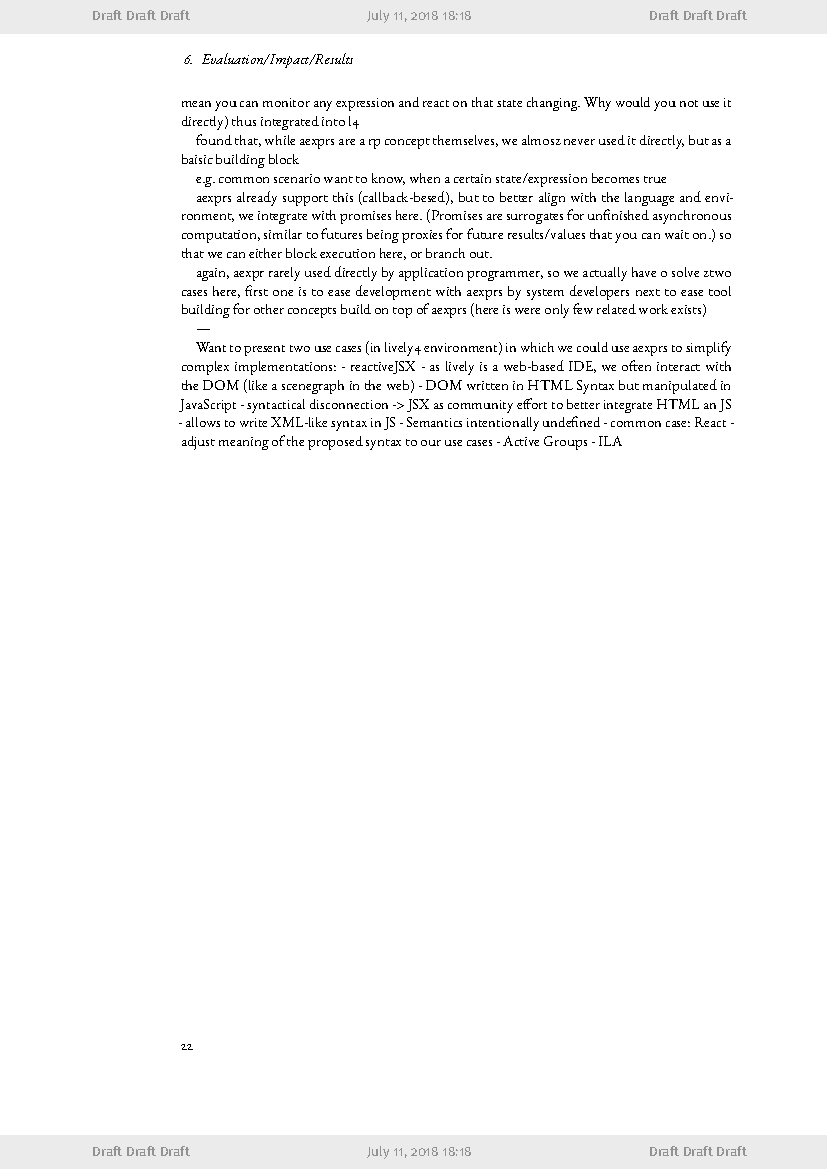 Draft Draft Draft July 11, 2018 18:18 Draft Draft Draft
6. Evaluation/Impact/Results
mean you can monitor any expression and react on that state changing. Why would you not use it
directly) thus integrated into l4
found that, while aexprs are a rp concept themselves, we almosz never used it directly, but as a
baisic building block
e.g. common scenario want to know, when a certain state/expression becomes true
aexprs already support this (callback-besed), but to better align with the language and envi-
ronment, we integrate with promises here. (Promises are surrogates for unfinished asynchronous
computation, similar to futures being proxies for future results/values that you can wait on.) so
that we can either block execution here, or branch out.
again, aexpr rarely used directly by application programmer, so we actually have o solve ztwo
cases here, first one is to ease development with aexprs by system developers next to ease tool
building for other concepts build on top of aexprs (here is were only few related work exists)
—
Want to present two use cases (in lively4 environment) in which we could use aexprs to simplify
complex implementations: - reactiveJSX - as lively is a web-based IDE, we often interact with
the DOM (like a scenegraph in the web) - DOM written in HTML Syntax but manipulated in
JavaScript - syntactical disconnection -> JSX as community effort to better integrate HTML an JS
- allows to write XML-like syntax in JS - Semantics intentionally undefined - common case: React -
adjust meaning of the proposed syntax to our use cases - Active Groups - ILA
22
Draft Draft Draft July 11, 2018 18:18 Draft Draft Draft